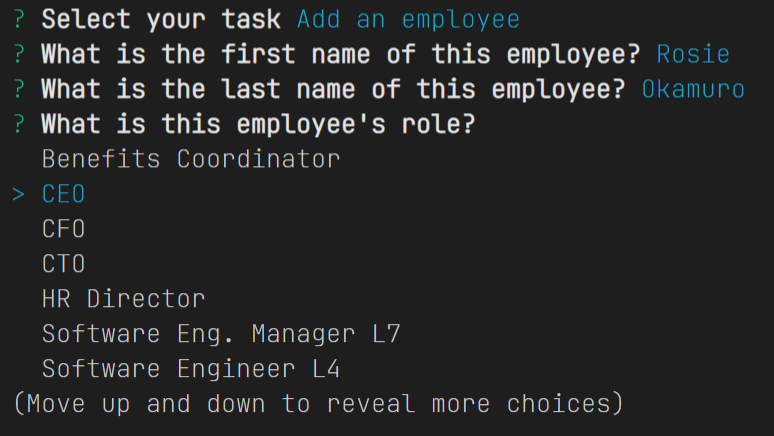 ? Select your task Add an employee
? What is the first name of this employee? Rosie
? What is the last name of this employee? Okamuro
? What is this employee's role?
Benefits Coordinator
> CEO
CFO
CTO
HR Director
Software Eng. Manager L7
Software Engineer L4
(Move up and down to reveal more choices)